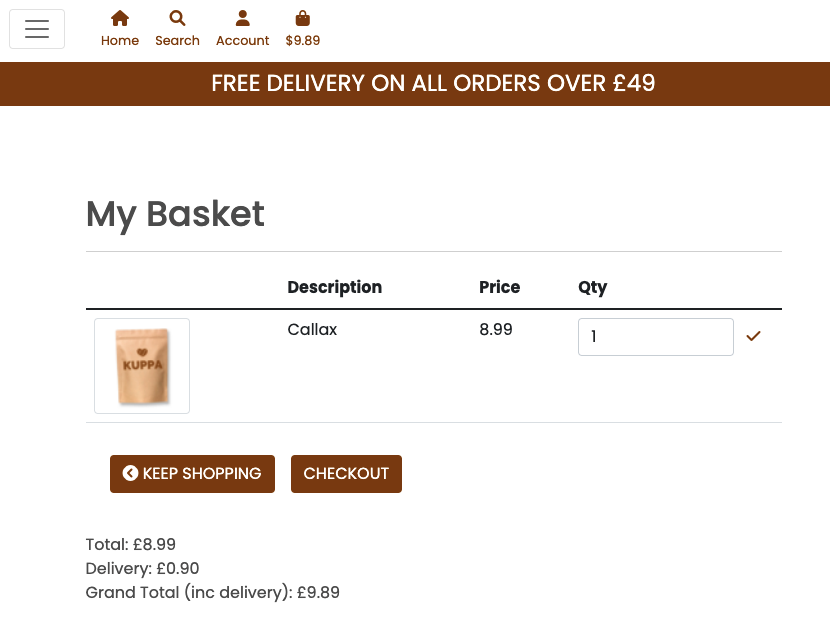 Home Search Account $9.89
FREE DELIVERY ON ALL ORDERS OVER £49
My Basket
Description Price Qty
Callax 8.99 1
KUPPA
KEEP SHOPPING CHECKOUT
Total: £8.99
Delivery: £0.90
Grand Total (inc delivery): £9.89